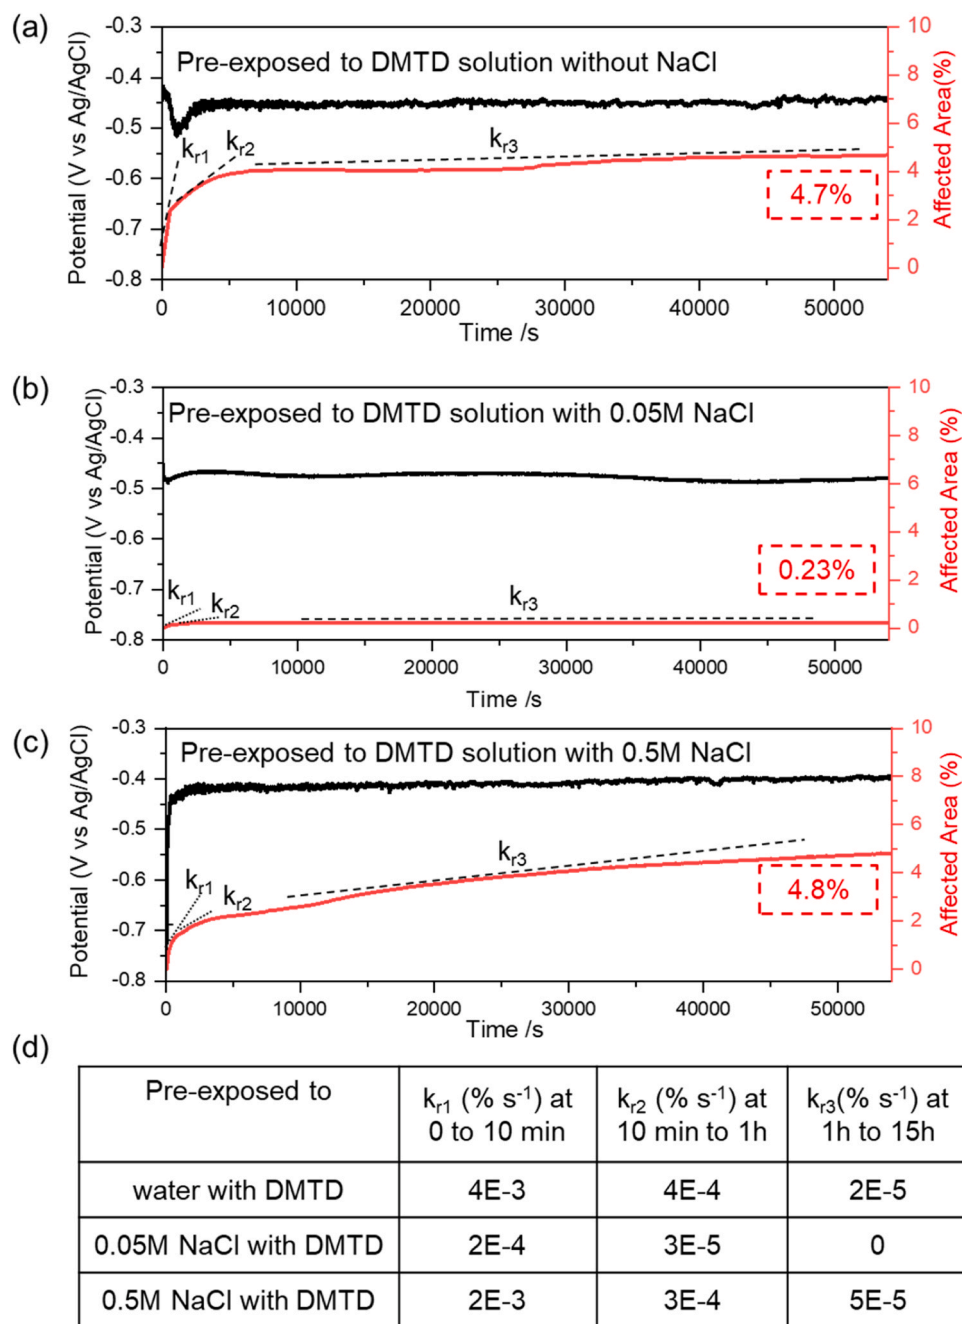 (a)
Pre-exposed to DMTD solution without NaCl
Potential (V vs Ag/AgCl)
-0.3
-0.4
-0.5
-0.6
-0.7
-0.8
kr1
kr2
kr3
4.7%
10
8
6
4
2
0
Affected Area(%)
0 10000 20000 30000 40000 50000
Time /s
(b)
Pre-exposed to DMTD solution with 0.05M NaCl
Potential (V vs Ag/AgCl)
-0.3
-0.4
-0.5
-0.6
-0.7
-0.8
kr1
kr2
kr3
0.23%
10
8
6
4
2
0
Affected Area (%)
0 10000 20000 30000 40000 50000
Time /s
(c)
Pre-exposed to DMTD solution with 0.5M NaCl
Potential (V vs Ag/AgCl)
-0.3
-0.4
-0.5
-0.6
-0.7
-0.8
kr1
kr2
kr3
4.8%
10
8
6
4
2
0
Affected Area (%)
0 10000 20000 30000 40000 50000
Time /s
(d)
Pre-exposed to
kr1 (% s-1) at
0 to 10 min
kr2 (% s-1) at
10 min to 1h
kr3(% s-1) at
1h to 15h
water with DMTD 4E-3 4E-4 2E-5
0.05M NaCl with DMTD 2E-4 3E-5 0
0.5M NaCl with DMTD 2E-3 3E-4 5E-5